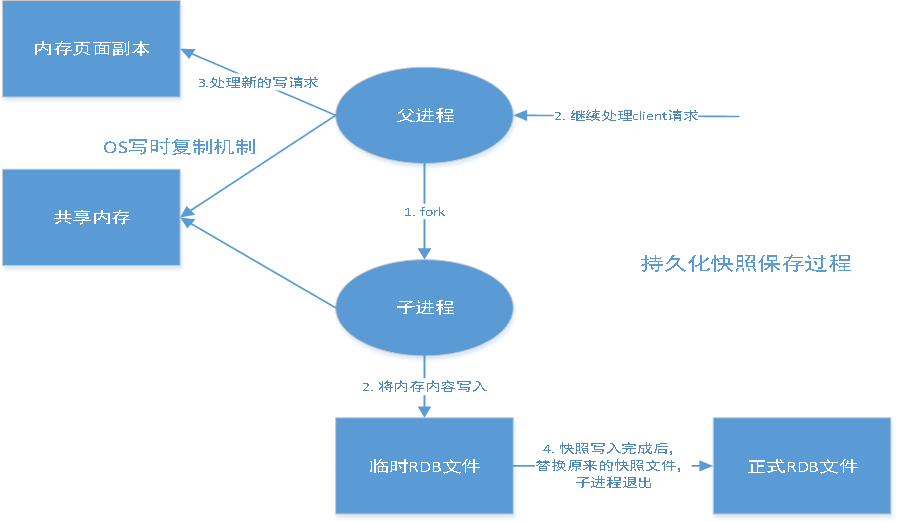 内存页面副本
3.处理新的写请求
父进程
2. 继续处理client请求
OS写时复制机制
共享内存
1. fork
持久化快照保存过程
子进程
2. 将内存内容写入
临时RDB文件
4. 快照写入完成后,
替换原来的快照文件,
子进程退出
正式RDB文件